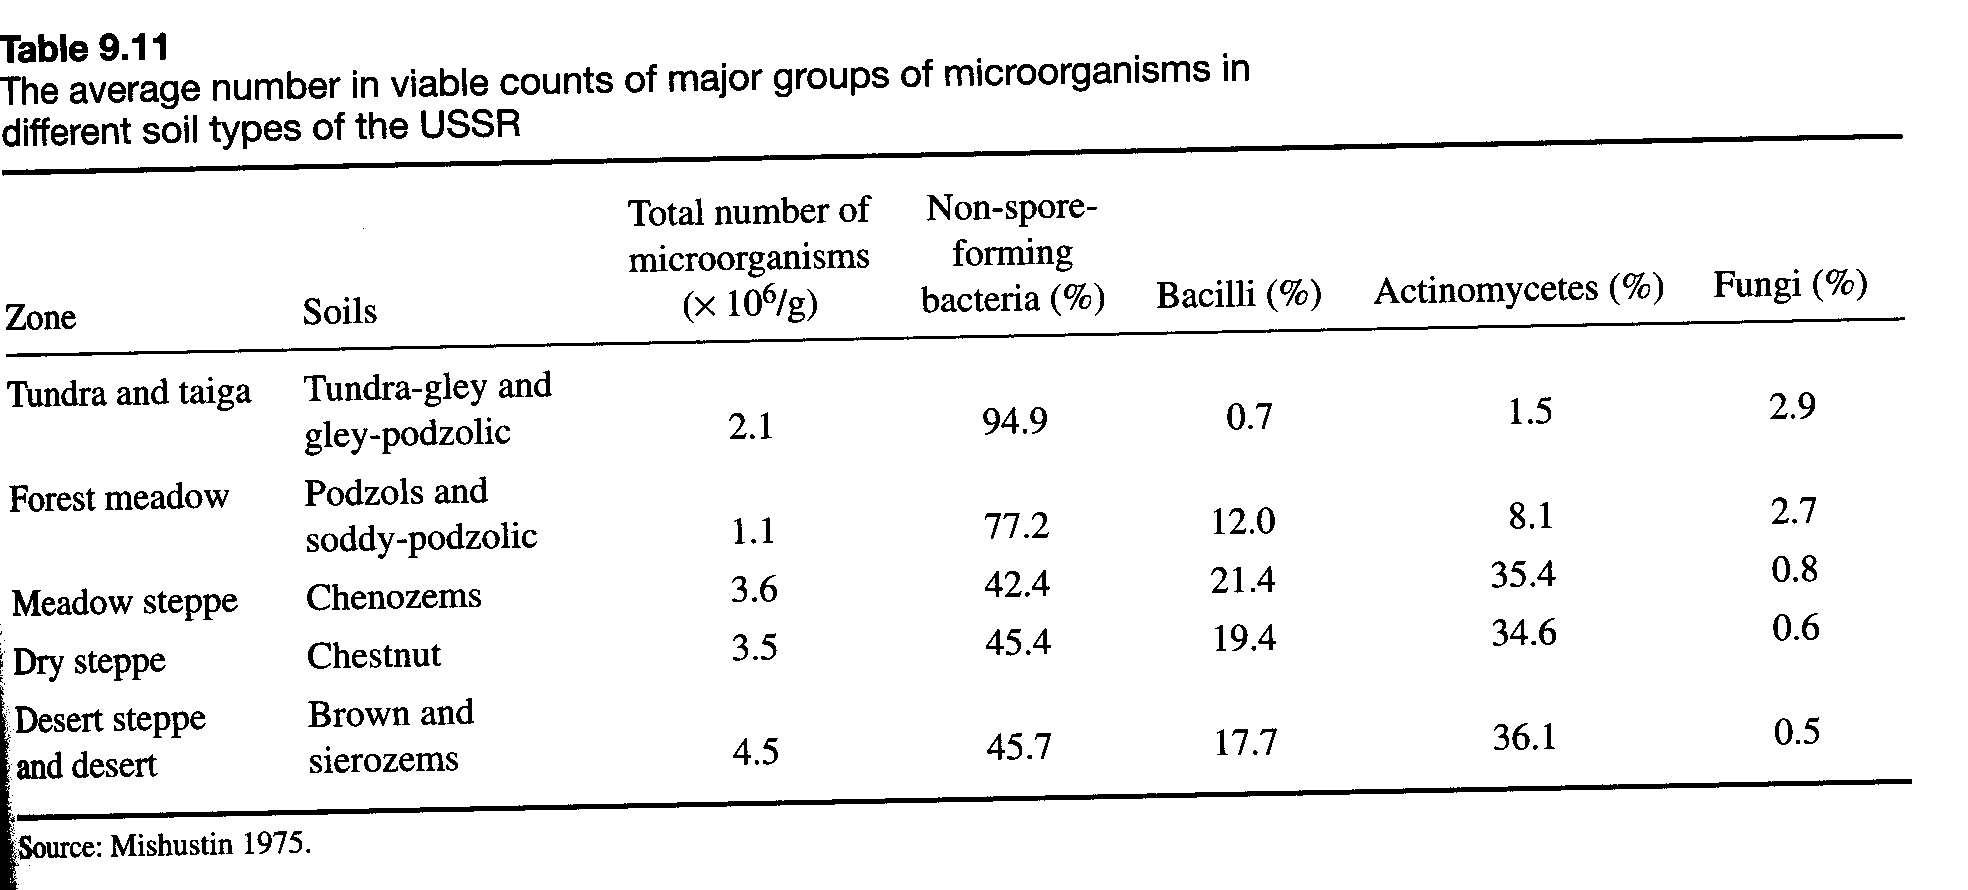 Table 9.11
The average number in viable counts of major groups of microorganisms in
different soil types of the USSR
Zone Soils Total number of microorganisms (× 10⁶/g) Non-spore-forming bacteria (%) Bacilli (%) Actinomycetes (%) Fungi (%)
Tundra and taiga Tundra-gley and
gley-podzolic 2.1 94.9 0.7 1.5 2.9
Forest meadow Podzols and
soddy-podzolic 1.1 77.2 12.0 8.1 2.7
Meadow steppe Chenozems 3.6 42.4 21.4 35.4 0.8
Dry steppe Chestnut 3.5 45.4 19.4 34.6 0.6
Desert steppe Brown and
and desert sierozems 4.5 45.7 17.7 36.1 0.5
Source: Mishustin 1975.